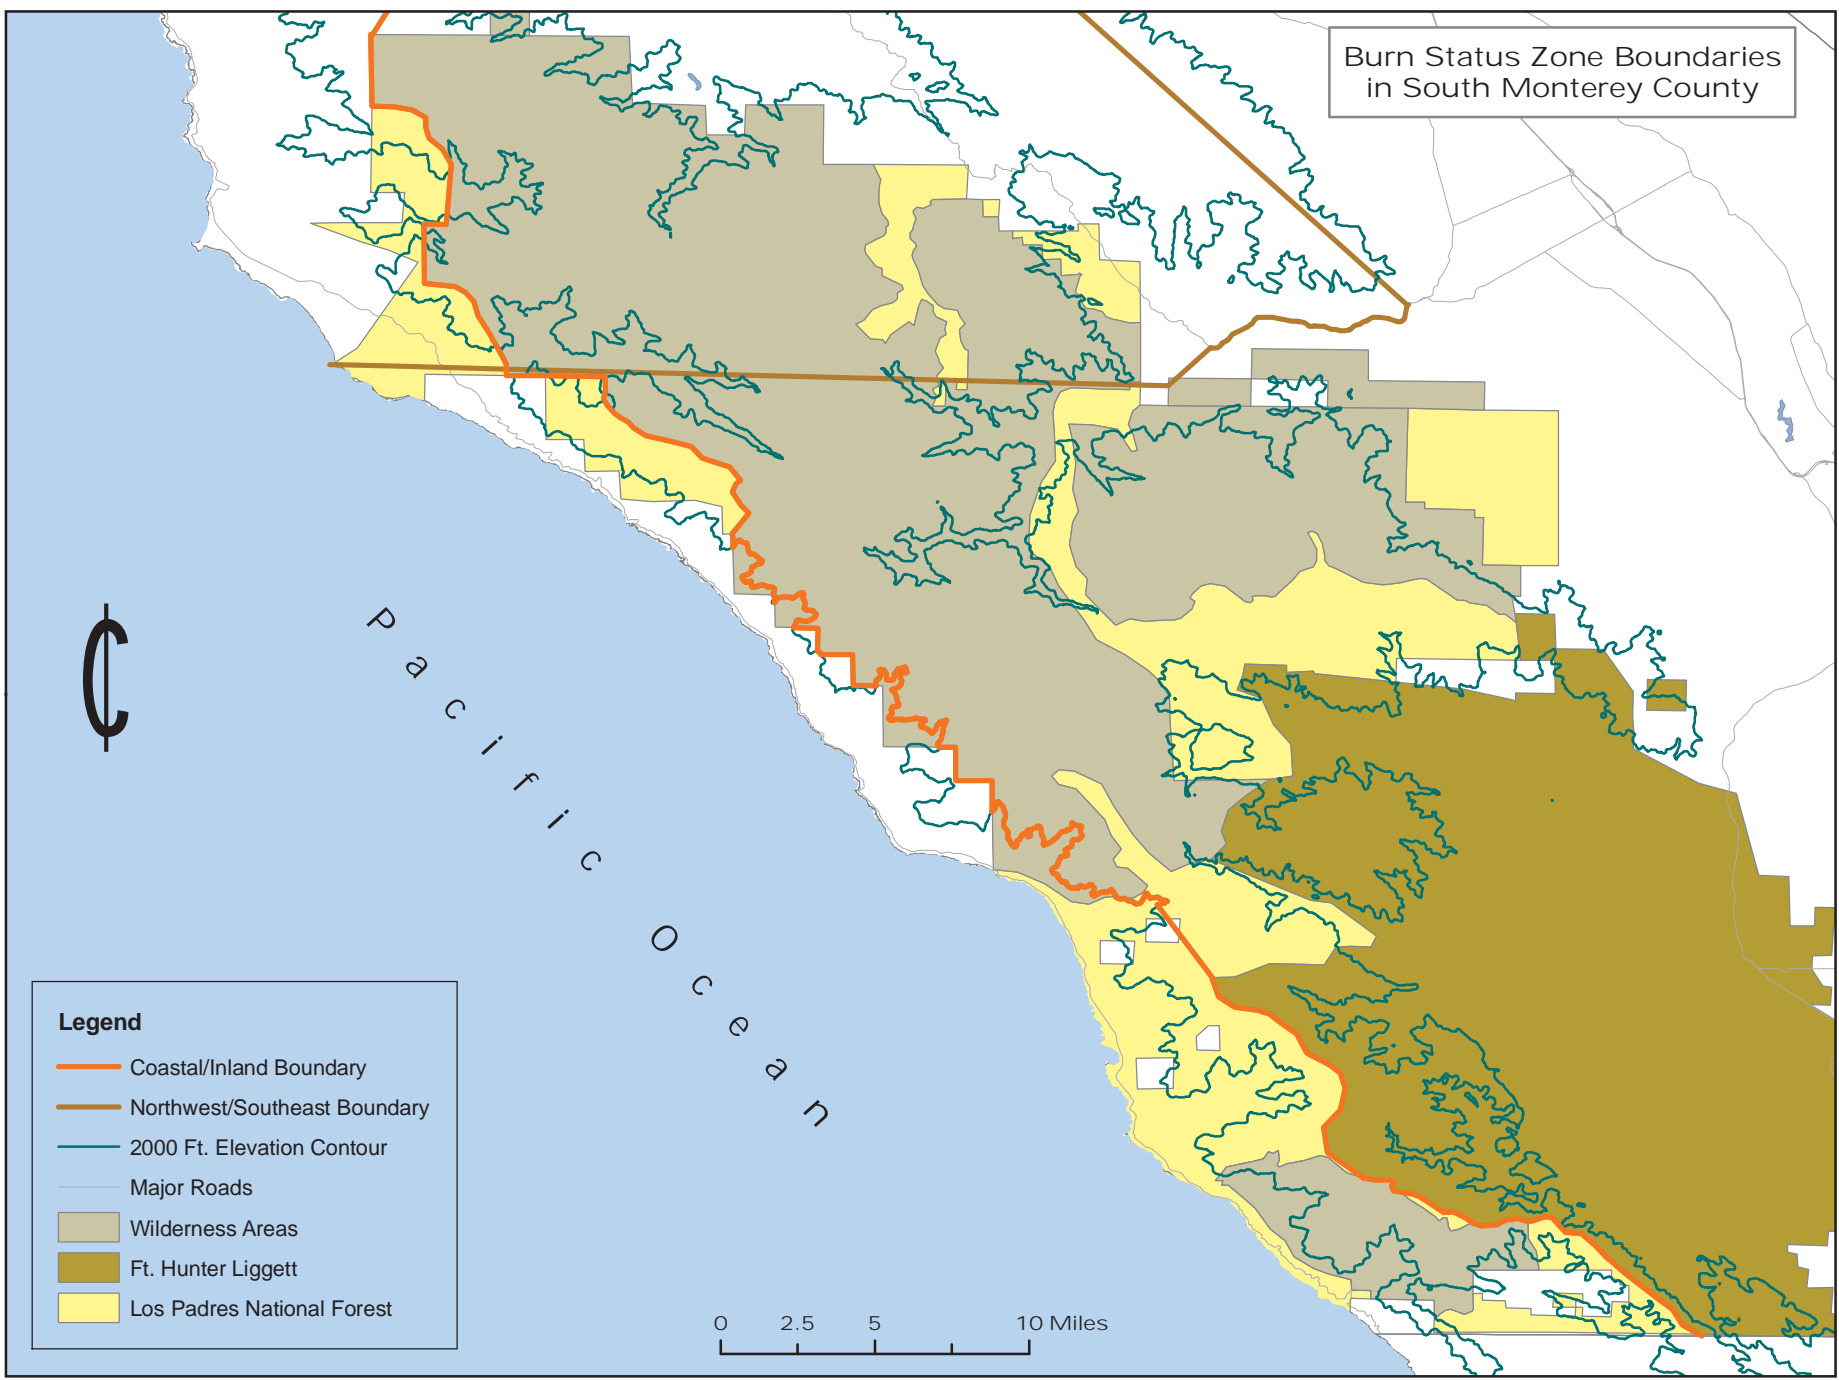 Burn Status Zone Boundaries
in South Monterey County
Pacific Ocean
Legend
Coastal/Inland Boundary
Northwest/Southeast Boundary
2000 Ft. Elevation Contour
Major Roads
Wilderness Areas
Ft. Hunter Liggett
Los Padres National Forest
0 2.5 5 10 Miles